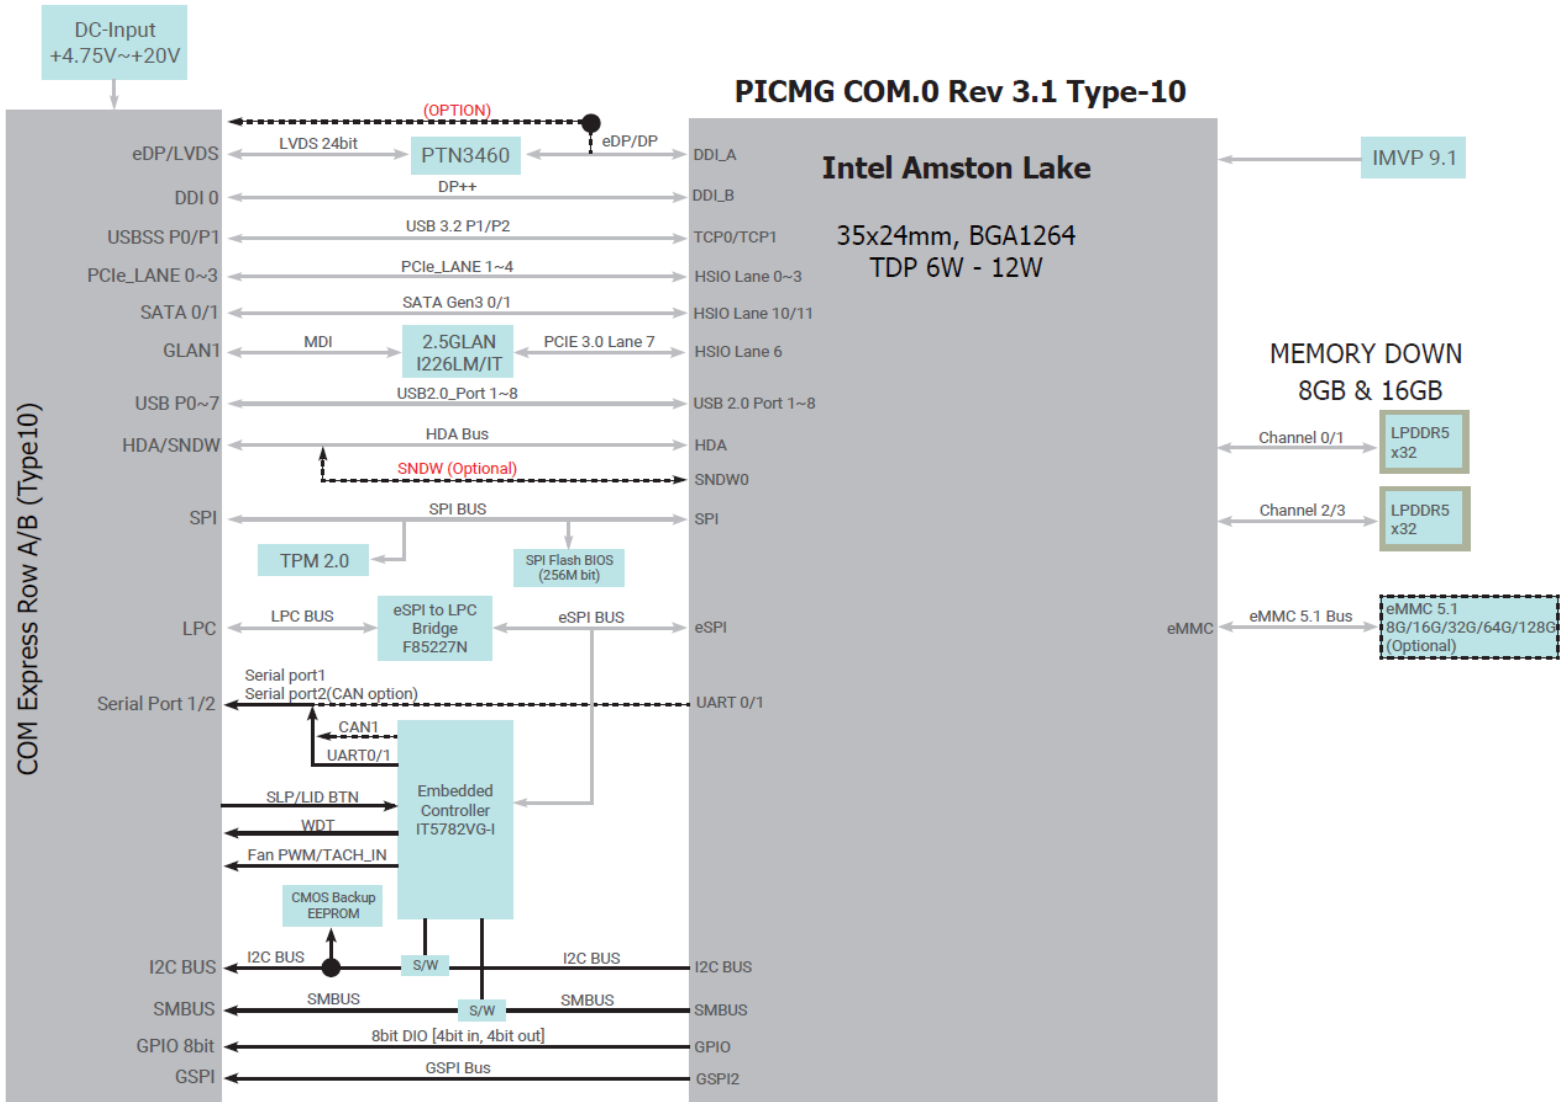 DC-Input
+4.75V~+20V
PICMG COM.0 Rev 3.1 Type-10
(OPTION)
eDP/LVDS
LVDS 24bit
PTN3460
eDP/DP
DDI_A
Intel Amston Lake
IMVP 9.1
DDI 0
DP++
DDI_B
USBSS P0/P1
USB 3.2 P1/P2
TCP0/TCP1
35x24mm, BGA1264
TDP 6W - 12W
PCIe_LANE 0~3
PCIe_LANE 1~4
HSIO Lane 0~3
SATA 0/1
SATA Gen3 0/1
HSIO Lane 10/11
GLAN1
MDI
2.5GLAN
I226LM/IT
PCIE 3.0 Lane 7
HSIO Lane 6
MEMORY DOWN
8GB & 16GB
USB P0~7
USB2.0_Port 1~8
USB 2.0 Port 1~8
HDA/SNDW
HDA Bus
HDA
Channel 0/1
LPDDR5
x32
SNDW (Optional)
SNDW0
COM Express Row A/B (Type10)
SPI
SPI BUS
SPI
Channel 2/3
LPDDR5
x32
TPM 2.0
SPI Flash BIOS
(256M bit)
LPC
LPC BUS
eSPI to LPC
Bridge
F85227N
eSPI BUS
eSPI
eMMC
eMMC 5.1 Bus
eMMC 5.1
8G/16G/32G/64G/128G
(Optional)
Serial port1
Serial port2(CAN option)
Serial Port 1/2
UART 0/1
CAN1
UART0/1
SLP/LID BTN
Embedded
Controller
IT5782VG-I
WDT
Fan PWM/TACH_IN
CMOS Backup
EEPROM
I2C BUS
I2C BUS
S/W
I2C BUS
I2C BUS
SMBUS
SMBUS
S/W
SMBUS
SMBUS
GPIO 8bit
8bit DIO [4bit in, 4bit out]
GPIO
GSPI
GSPI Bus
GSPI2